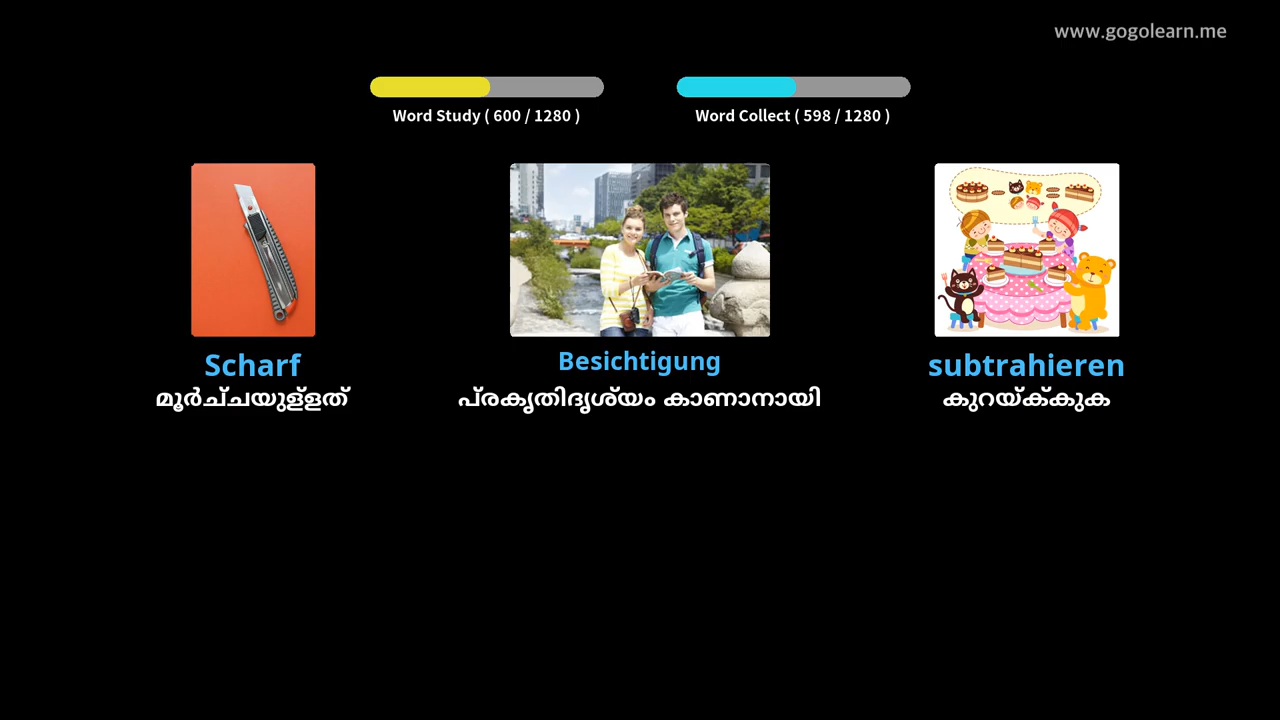 www.gogolearn.me
Word Study ( 600 / 1280 )
Word Collect ( 598 / 1280 )
Scharf
മൂർച്ചയുള്ളത്
Besichtigung
പ്രകൃതിദൃശ്യം കാണാനായി
subtrahieren
കുറയ്ക്കുക